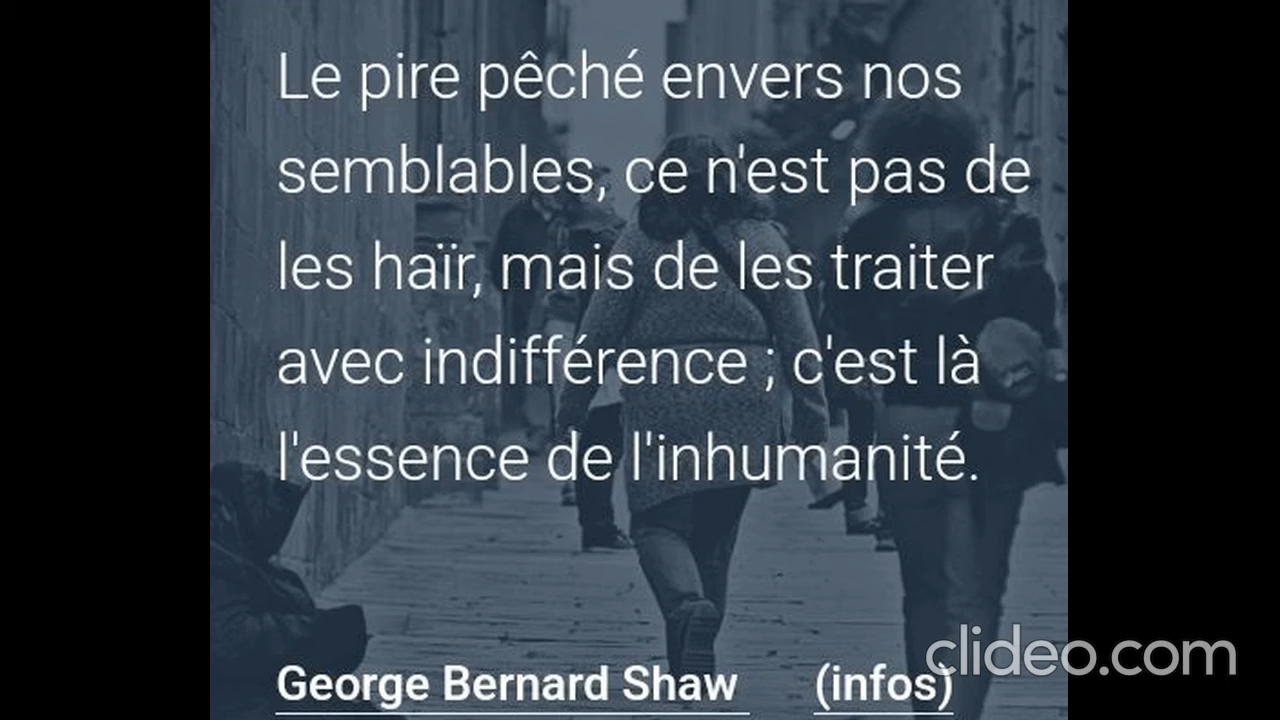 Le pire pêché envers nos
semblables, ce n'est pas de
les haïr, mais de les traiter
avec indifférence ; c'est là
l'essence de l'inhumanité.
George Bernard Shaw (infos)
clideo.com